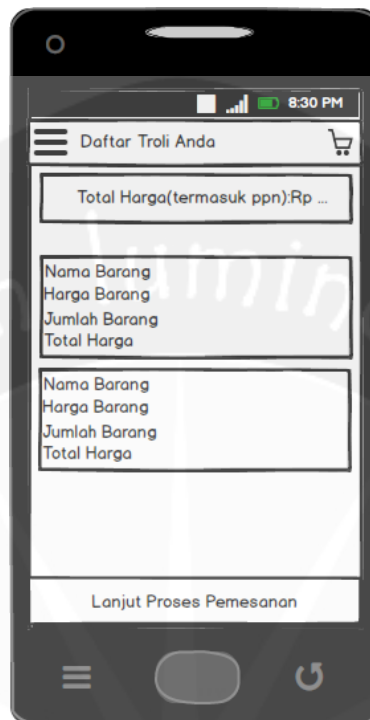 8:30 PM
Daftar Troli Anda
Total Harga(termasuk ppn):Rp ...
Nama Barang
Harga Barang
Jumlah Barang
Total Harga
Nama Barang
Harga Barang
Jumlah Barang
Total Harga
Lanjut Proses Pemesanan